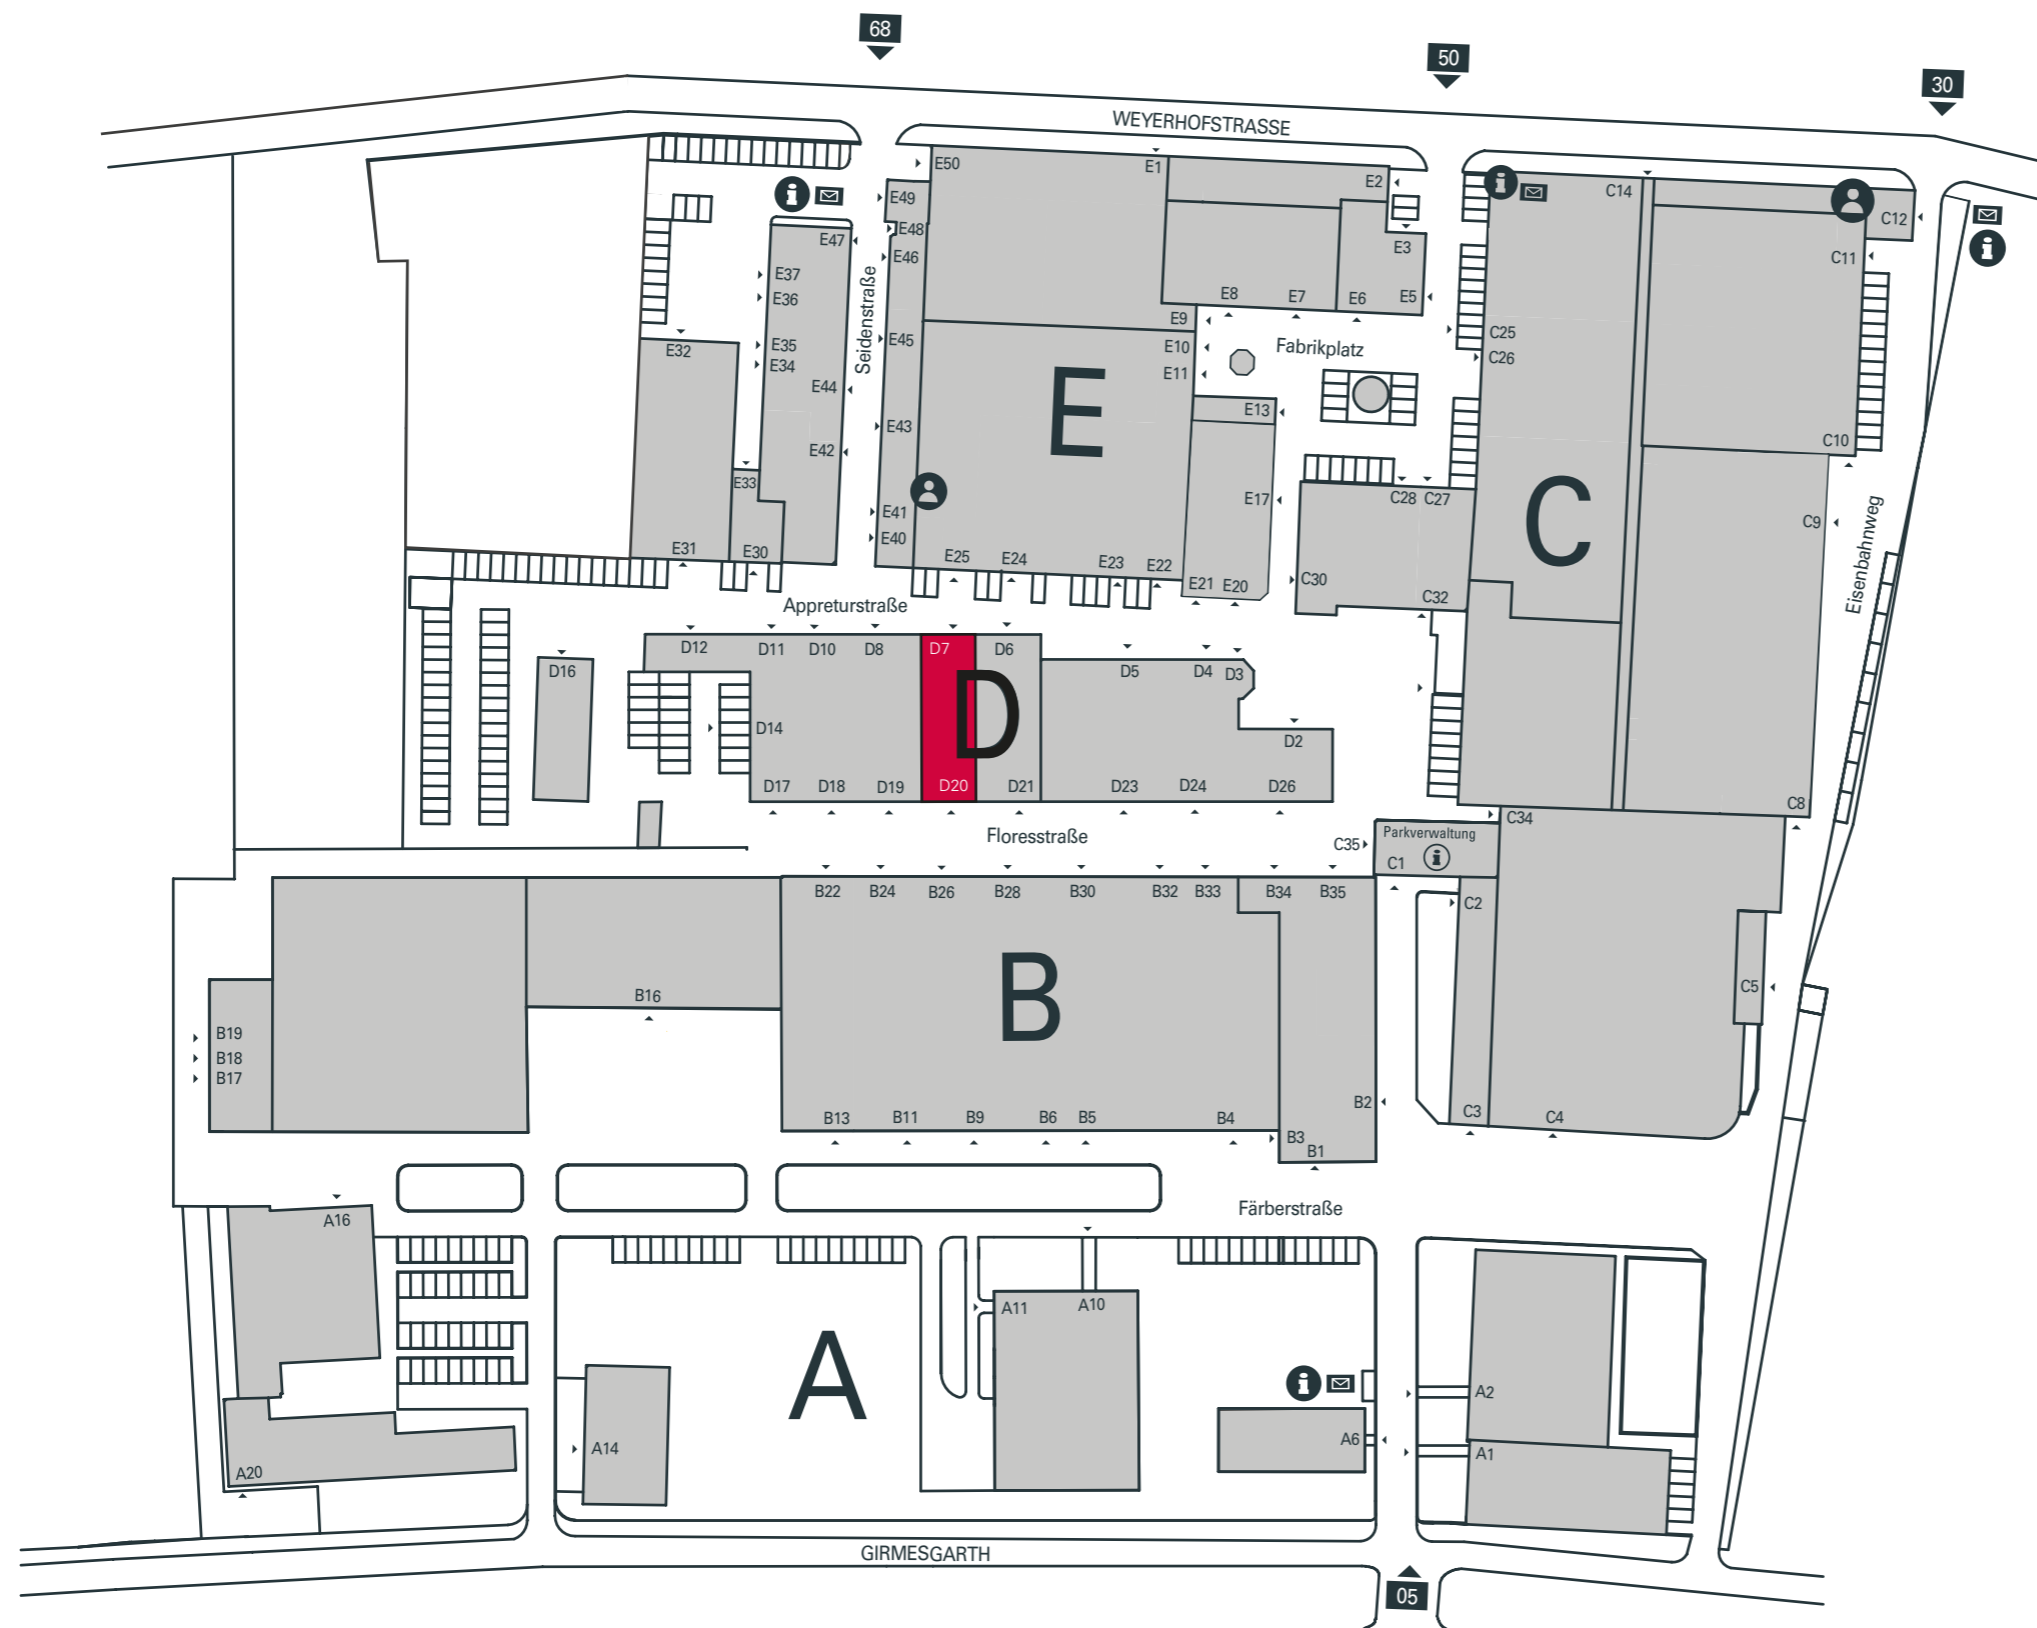 68
50
30
WEYERHOFSTRASSE
E50
E1
E2
C14
C12
E49
E48
E47
E46
E3
C11
E37
E36
E8
E7
E6
E5
Seidenstraße
E9
E45
E35
E34
E32
E10
E11
Fabrikplatz
C25
C26
E44
E13
E
E43
E42
C10
E33
E17
C28
C27
C
C9
E41
E40
E31
E30
E25
E24
E23
E22
E21
E20
C30
C32
Eisenbahnweg
Appreturstraße
D12
D11
D10
D8
D7
D6
D16
D5
D4
D3
D
D14
D2
D17
D18
D19
D20
D21
D23
D24
D26
C8
C34
Floresstraße
C35
Parkverwaltung
C1
B22
B24
B26
B28
B30
B32
B33
B34
B35
C2
B
B16
C5
B19
B18
B17
B13
B11
B9
B6
B5
B4
B2
B3
B1
C3
C4
Färberstraße
A16
A11
A10
A
A2
A14
A6
A1
A20
GIRMESGARTH
05